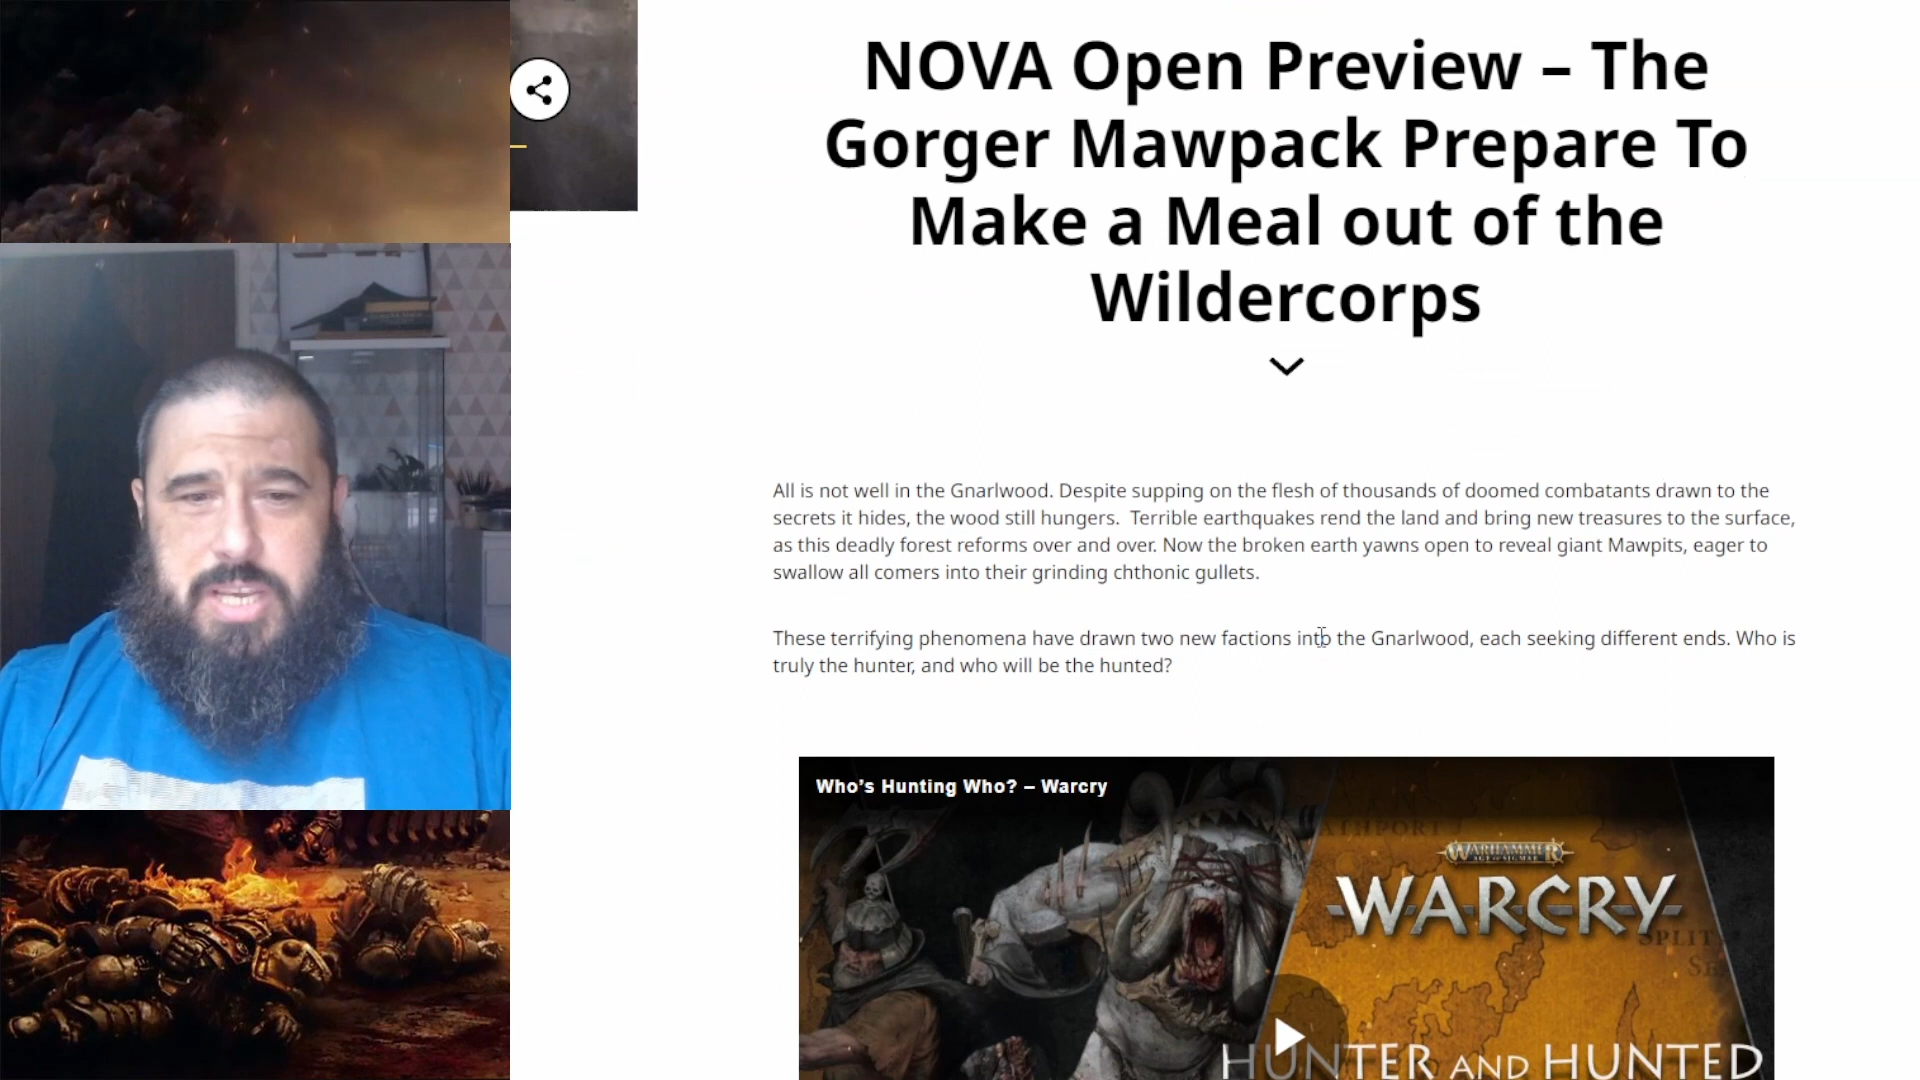 NOVA Open Preview – The
Gorger Mawpack Prepare To
Make a Meal out of the
Wildercorps
All is not well in the Gnarlwood. Despite supping on the flesh of thousands of doomed combatants drawn to the
secrets it hides, the wood still hungers.  Terrible earthquakes rend the land and bring new treasures to the surface,
as this deadly forest reforms over and over. Now the broken earth yawns open to reveal giant Mawpits, eager to
swallow all comers into their grinding chthonic gullets.
These terrifying phenomena have drawn two new factions into the Gnarlwood, each seeking different ends. Who is
truly the hunter, and who will be the hunted?
Who's Hunting Who? – Warcry
WARHAMMER
AGE OF SIGMAR
WARCRY
SPLIT
HUNTER AND HUNTED